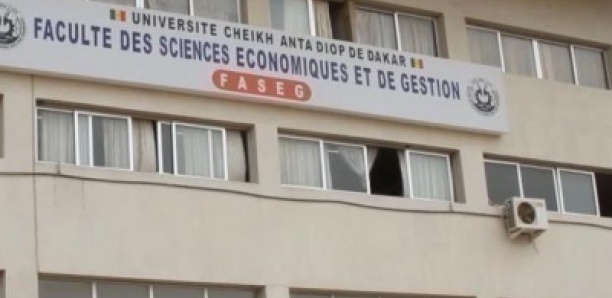 UNIVERSITE CHEIKH ANTA DIOP DE DAKAR
FACULTE DES SCIENCES ECONOMIQUES ET DE GESTION
FASEG